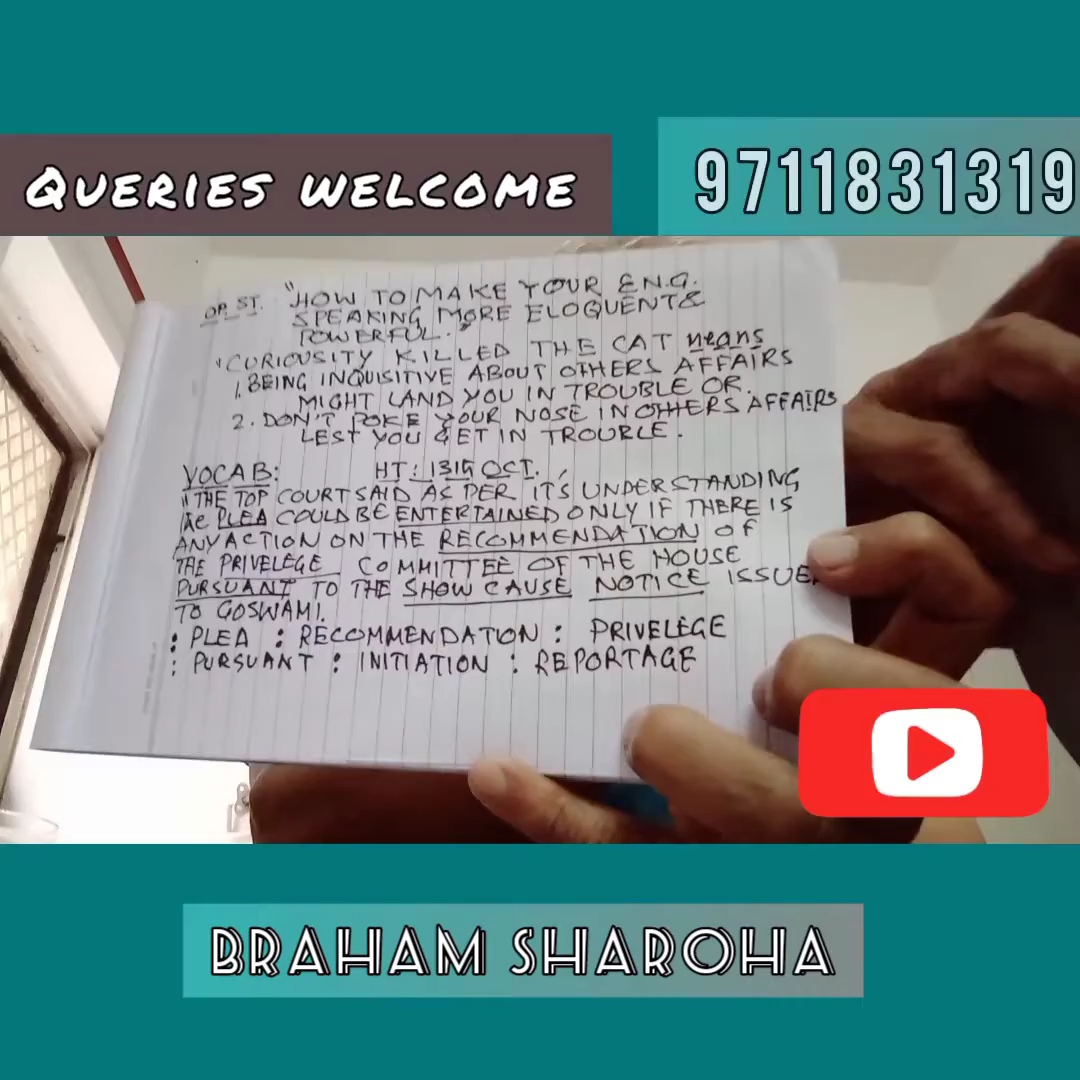 QUERIES WELCOME
9711831319
OP. ST. "HOW TO MAKE YOUR ENG.
SPEAKING MORE ELOQUENT &
POWERFUL."
"CURIOUSITY KILLED THE CAT means
1. BEING INQUISITIVE ABOUT OTHERS AFFAIRS
MIGHT LAND YOU IN TROUBLE OR.
2. DON'T POKE YOUR NOSE IN OTHERS AFFAIRS
LEST YOU GET IN TROUBLE.
VOCAB: HT: 13 OCT.
"THE TOP COURT SAID AS PER IT'S UNDERSTANDING
THE PLEA COULD BE ENTERTAINED ONLY IF THERE IS
ANY ACTION ON THE RECOMMENDATION OF
THE PRIVELEGE COMMITTEE OF THE HOUSE
PURSUANT TO THE SHOW CAUSE NOTICE ISSUE
TO GOSWAMI.
: PLEA : RECOMMENDATION : PRIVELEGE
: PURSUANT : INITIATION : REPORTAGE
BRAHAM SHAROHA